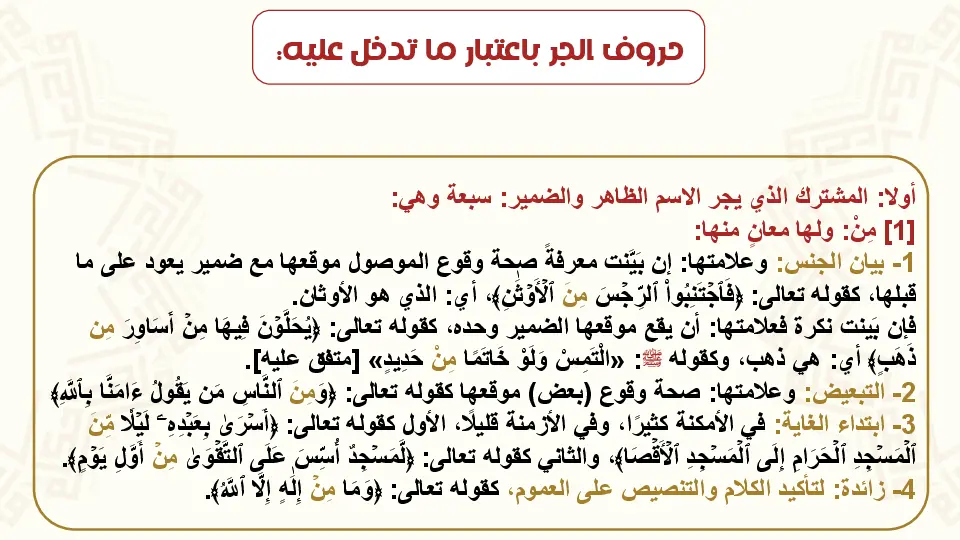 حروف الجر باعتبار ما تدخل عليه:
أولا: المشترك الذي يجر الاسم الظاهر والضمير: سبعة وهي:
[1] مِنْ: ولها معانٍ منها:
1- بيان الجنس: وعلامتها: إن بَيَّنت معرفةً صحة وقوع الموصول موقعها مع ضمير يعود على ما
قبلها، كقوله تعالى: ﴿فَٱجۡتَنِبُواْ ٱلرِّجۡسَ مِنَ ٱلۡأَوۡثَٰنِ﴾، أي: الذي هو الأوثان.
فإن بَينت نكرة فعلامتها: أن يقع موقعها الضمير وحده، كقوله تعالى: ﴿يُحَلَّوۡنَ فِيهَا مِنۡ أَسَاوِرَ مِن
ذَهَبٖ﴾ أي: هي ذهب، وكقوله ﷺ: «الْتَمِسْ وَلَوْ خَاتَمًا مِنْ حَدِيدٍ» [متفق عليه].
2- التبعيض: وعلامتها: صحة وقوع (بعض) موقعها كقوله تعالى: ﴿وَمِنَ ٱلنَّاسِ مَن يَقُولُ ءَامَنَّا بِٱللَّهِ﴾
3- ابتداء الغاية: في الأمكنة كثيرًا، وفي الأزمنة قليلًا، الأول كقوله تعالى: ﴿أَسۡرَىٰ بِعَبۡدِهِۦ لَيۡلٗا مِّنَ
ٱلۡمَسۡجِدِ ٱلۡحَرَامِ إِلَى ٱلۡمَسۡجِدِ ٱلۡأَقۡصَا﴾، والثاني كقوله تعالى: ﴿لَّمَسۡجِدٌ أُسِّسَ عَلَى ٱلتَّقۡوَىٰ مِنۡ أَوَّلِ يَوۡمٍ﴾.
4- زائدة: لتأكيد الكلام والتنصيص على العموم، كقوله تعالى: ﴿وَمَا مِنۡ إِلَٰهٍ إِلَّا ٱللَّهُ﴾.